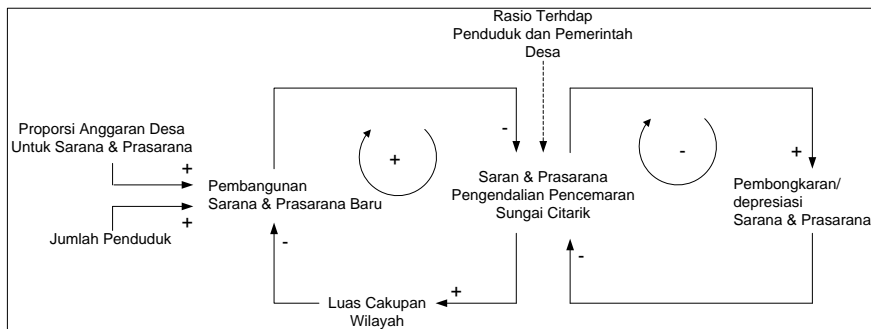 Rasio Terhdap
Penduduk dan Pemerintah
Desa
Proporsi Anggaran Desa
Untuk Sarana & Prasarana
+
-
+
-
+
Pembangunan
Sarana & Prasarana Baru
+
Jumlah Penduduk
Saran & Prasarana
Pengendalian Pencemaran
Sungai Citarik
Pembongkaran/
depresiasi
Sarana & Prasarana
-
-
+
Luas Cakupan
Wilayah